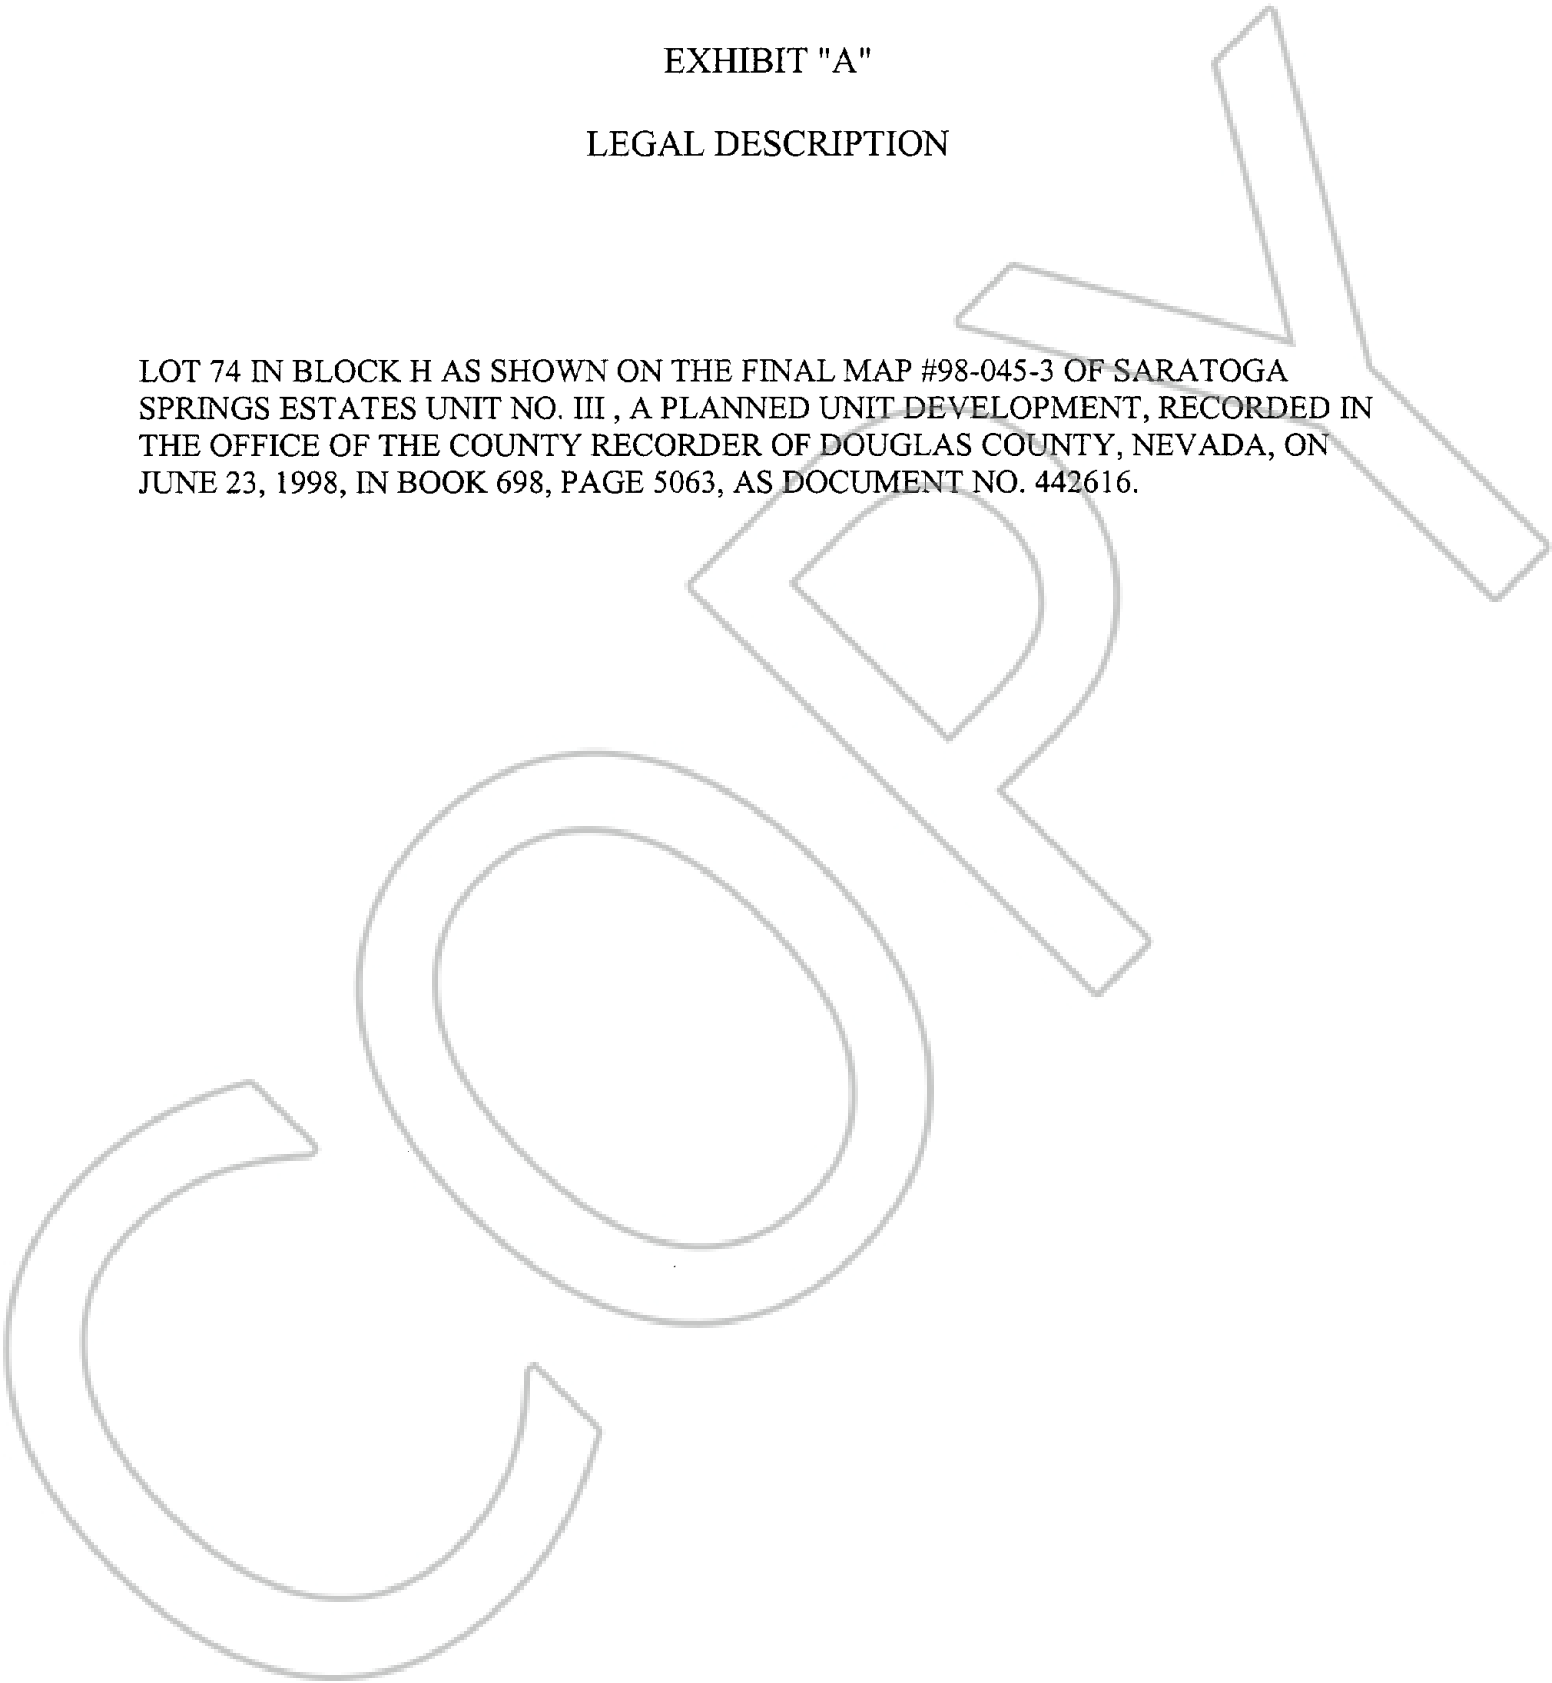 EXHIBIT "A"
LEGAL DESCRIPTION
LOT 74 IN BLOCK H AS SHOWN ON THE FINAL MAP #98-045-3 OF SARATOGA
SPRINGS ESTATES UNIT NO. III , A PLANNED UNIT DEVELOPMENT, RECORDED IN
THE OFFICE OF THE COUNTY RECORDER OF DOUGLAS COUNTY, NEVADA, ON
JUNE 23, 1998, IN BOOK 698, PAGE 5063, AS DOCUMENT NO. 442616.
COPY